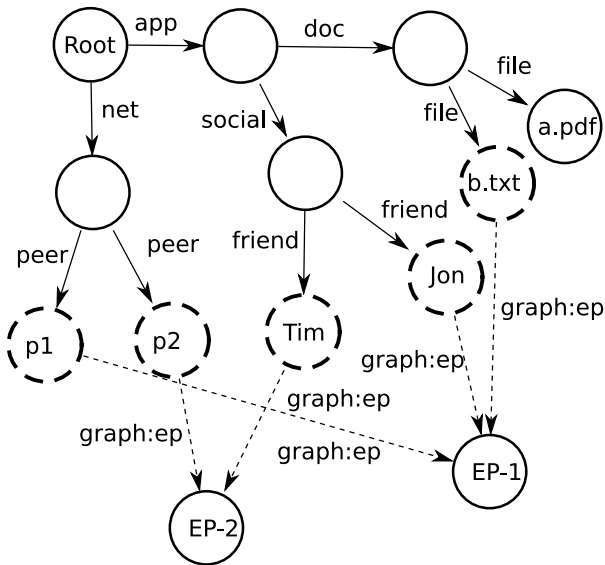 app
doc
Root
file
net
social
file
a.pdf
b.txt
friend
peer
peer
friend
Jon
p1
p2
Tim
graph:ep
graph:ep
graph:ep
graph:ep
graph:ep
EP-1
EP-2